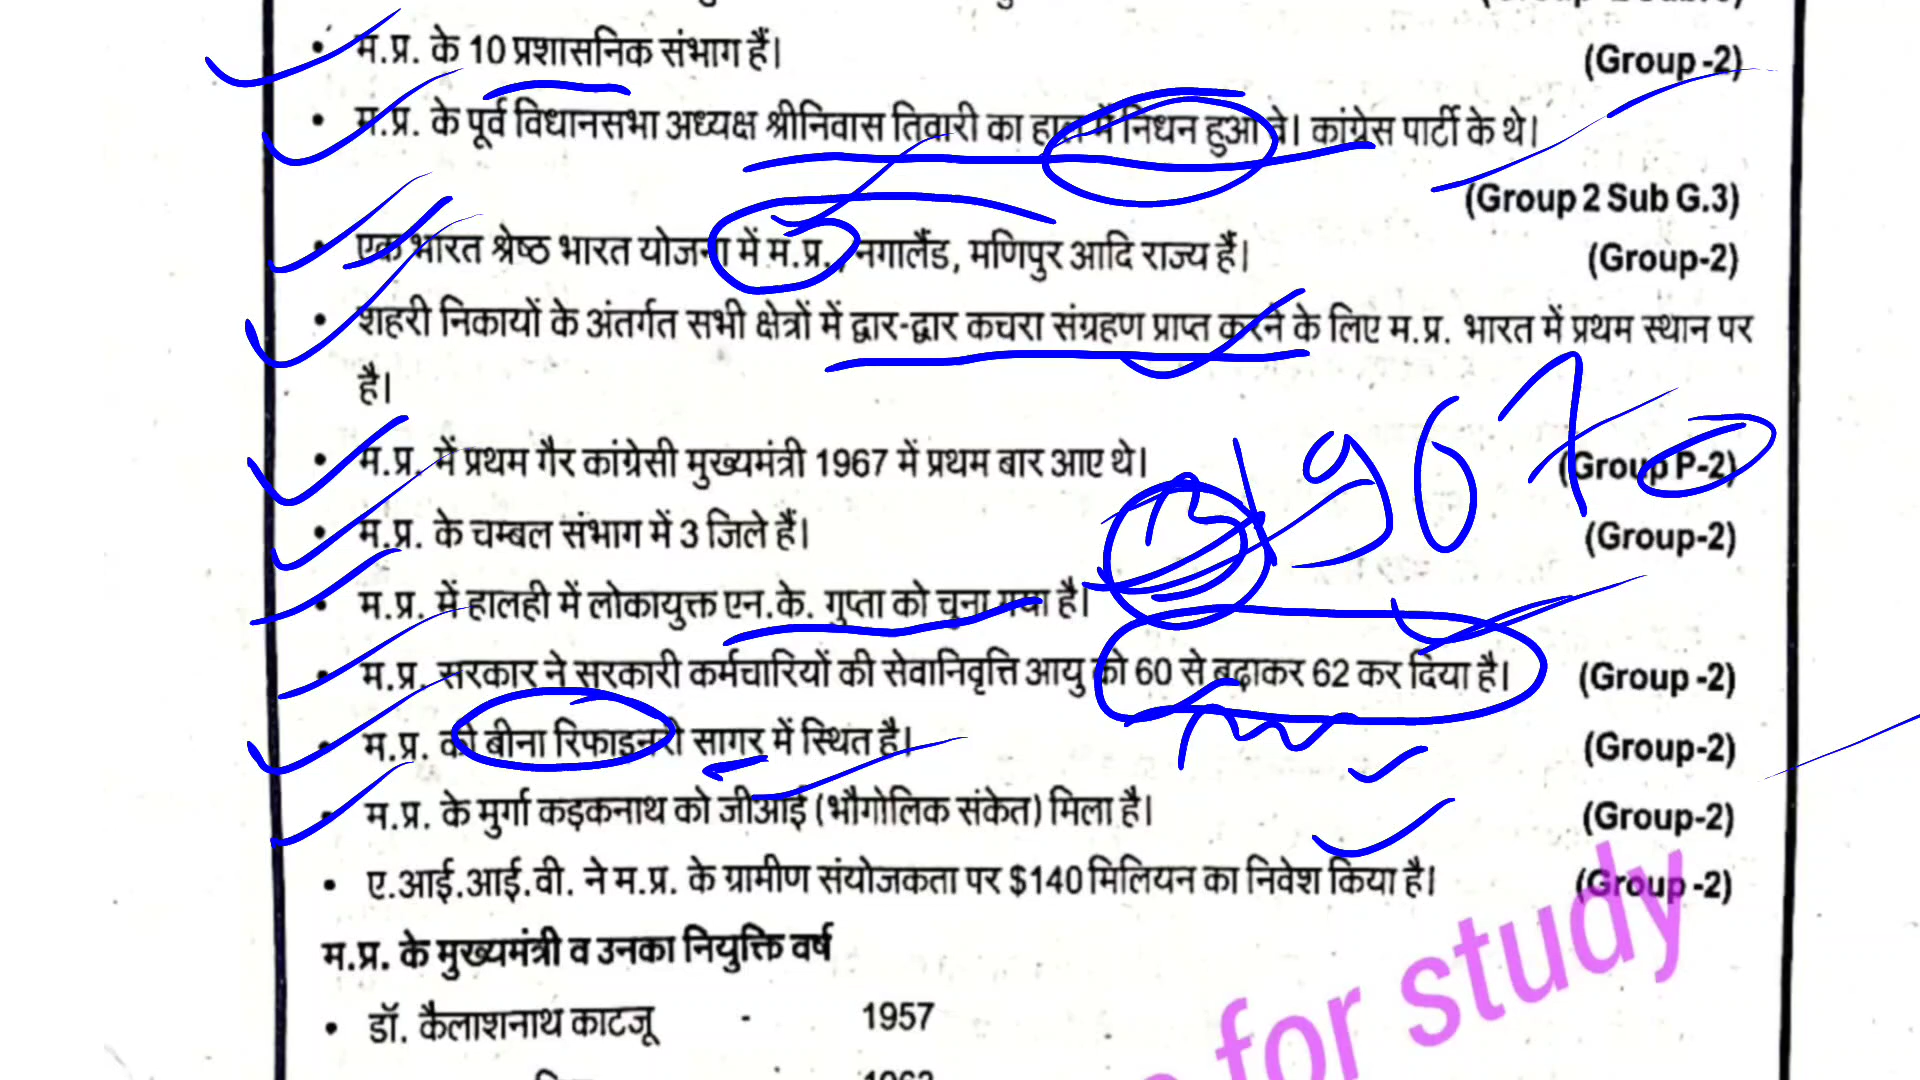 • म.प्र. के 10 प्रशासनिक संभाग हैं। (Group -2)
• म.प्र. के पूर्व विधानसभा अध्यक्ष श्रीनिवास तिवारी का हाल में निधन हुआ वे। कांग्रेस पार्टी के थे।
(Group 2 Sub G.3)
• एक भारत श्रेष्ठ भारत योजना में म.प्र., नगालैंड, मणिपुर आदि राज्य हैं। (Group-2)
• शहरी निकायों के अंतर्गत सभी क्षेत्रों में द्वार-द्वार कचरा संग्रहण प्राप्त करने के लिए म.प्र. भारत में प्रथम स्थान पर
है।
1967
• म.प्र. में प्रथम गैर कांग्रेसी मुख्यमंत्री 1967 में प्रथम बार आए थे। (Group P-2)
• म.प्र. के चम्बल संभाग में 3 जिले हैं। (Group-2)
• म.प्र. में हालही में लोकायुक्त एन.के. गुप्ता को चुना गया है।
• म.प्र. सरकार ने सरकारी कर्मचारियों की सेवानिवृत्ति आयु को 60 से बढ़ाकर 62 कर दिया है। (Group -2)
• म.प्र. की बीना रिफाइनरी सागर में स्थित है। (Group-2)
• म.प्र. के मुर्गा कड़कनाथ को जीआई (भौगोलिक संकेत) मिला है। (Group-2)
• ए.आई.आई.वी. ने म.प्र. के ग्रामीण संयोजकता पर $140 मिलियन का निवेश किया है। (Group -2)
म.प्र. के मुख्यमंत्री व उनका नियुक्ति वर्ष
• डॉ. कैलाशनाथ काटजू - 1957
for study